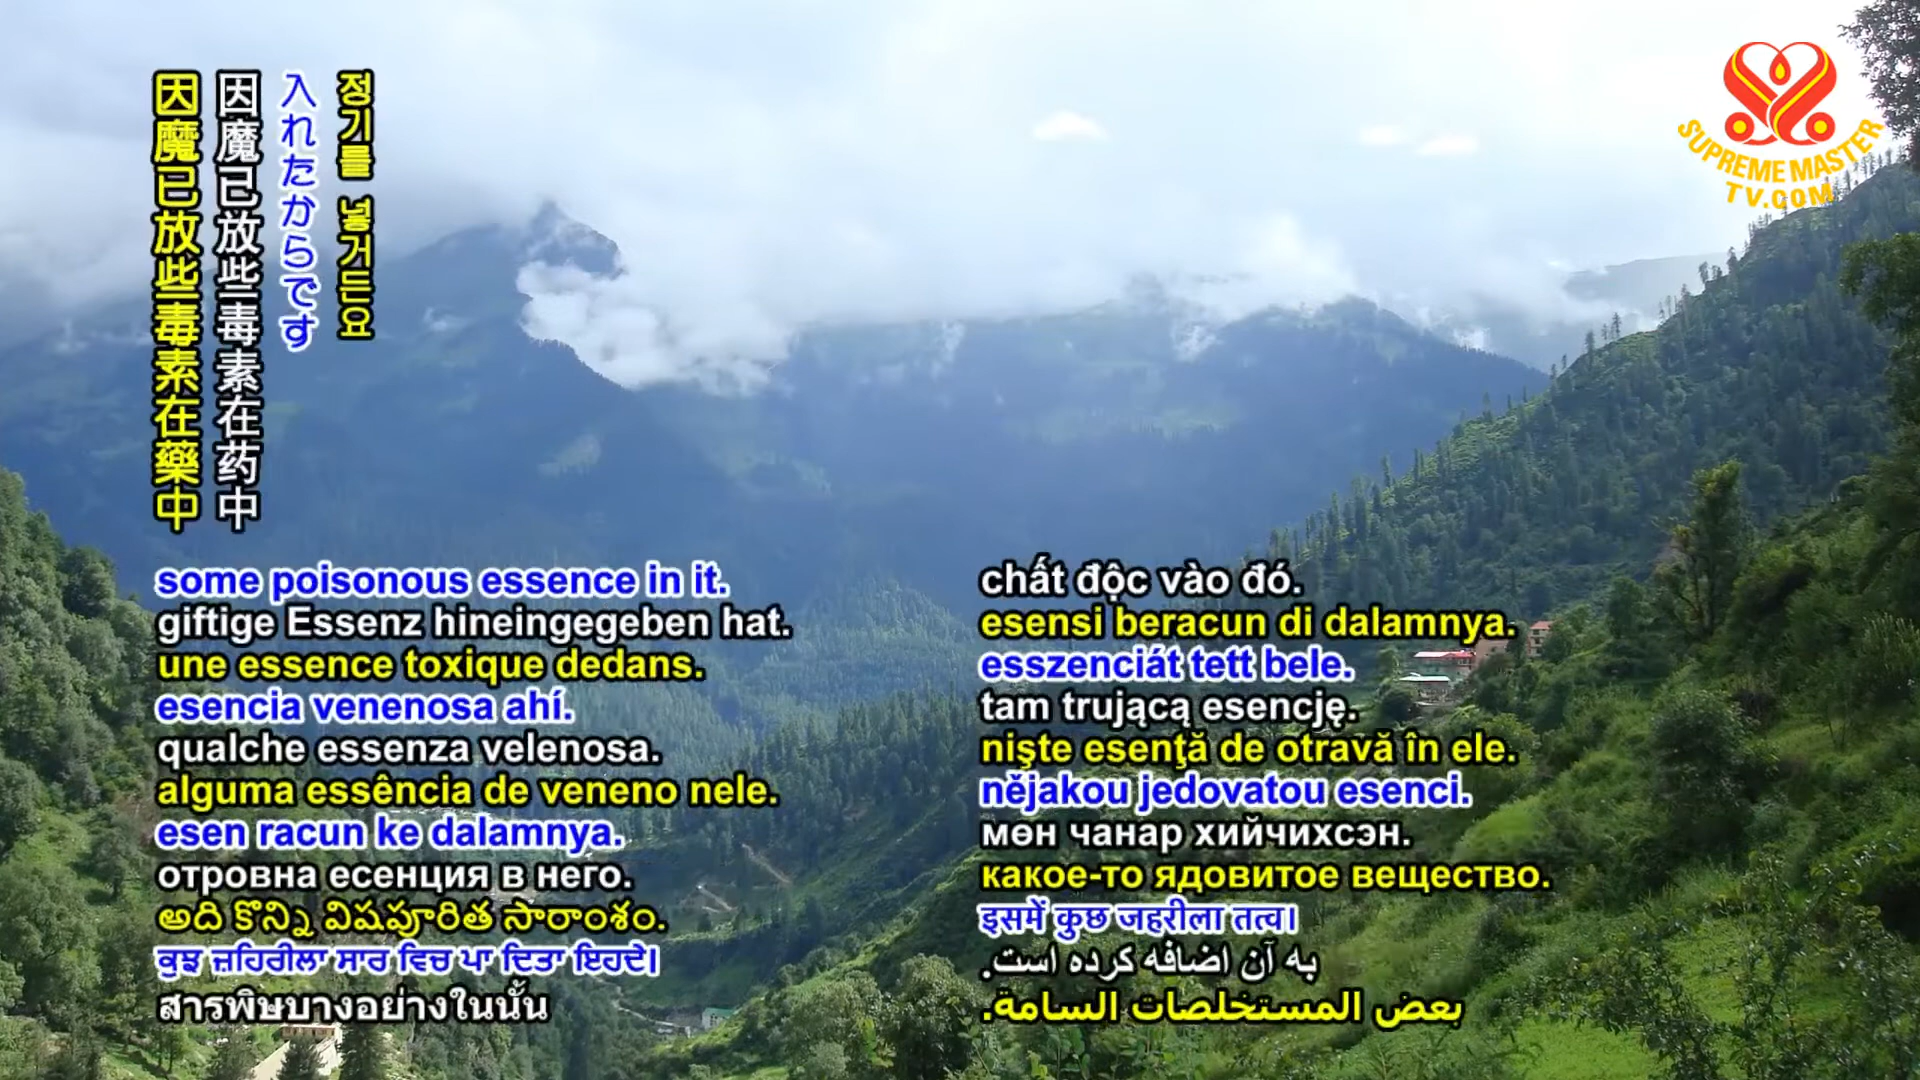 因魔已放些毒素在藥中
因魔已放些毒素在药中
入れたからです
정기를 넣거든요
SUPREME MASTER
TV.COM
some poisonous essence in it.
giftige Essenz hineingegeben hat.
une essence toxique dedans.
esencia venenosa ahí.
qualche essenza velenosa.
alguma essência de veneno nele.
esen racun ke dalamnya.
отровна есенция в него.
అది కొన్ని విషపూరిత సారాంశం.
ਕੁਝ ਜ਼ਹਿਰੀਲਾ ਸਾਰ ਵਿਚ ਪਾ ਦਿਤਾ ਇਹਦੇ।
สารพิษบางอย่างในนั้น
chất độc vào đó.
esensi beracun di dalamnya.
esszenciát tett bele.
tam trującą esencję.
nişte esenţă de otravă în ele.
nějakou jedovatou esenci.
мөн чанар хийчихсэн.
какое-то ядовитое вещество.
इसमें कुछ जहरीला तत्व।
به آن اضافه کرده است.
بعض المستخلصات السامة.